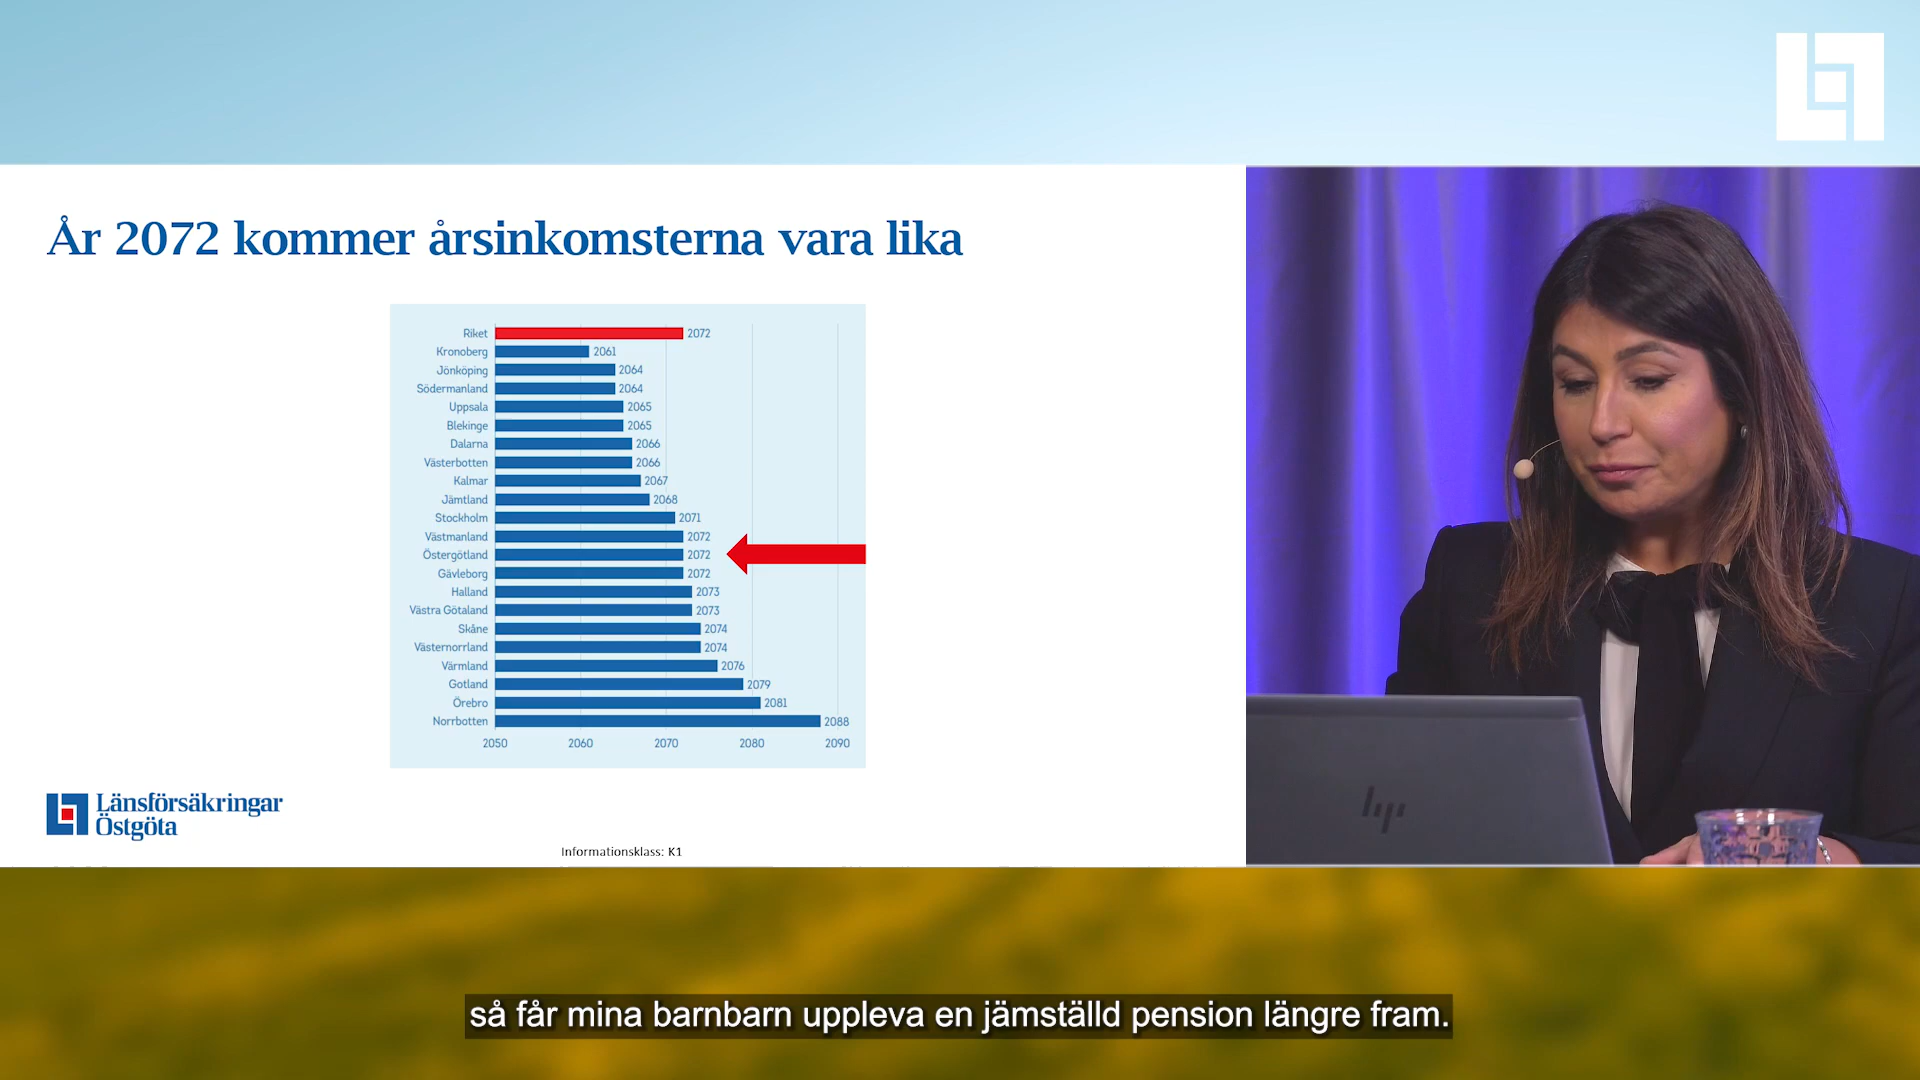 År 2072 kommer årsinkomsterna vara lika
Riket 2072
Kronoberg 2061
Jönköping 2064
Södermanland 2064
Uppsala 2065
Blekinge 2065
Dalarna 2066
Västerbotten 2066
Kalmar 2067
Jämtland 2068
Stockholm 2071
Västmanland 2072
Östergötland 2072
Gävleborg 2072
Halland 2073
Västra Götaland 2073
Skåne 2074
Västernorrland 2074
Värmland 2076
Gotland 2079
Örebro 2081
Norrbotten 2088
2050 2060 2070 2080 2090
Länsförsäkringar
Östgöta
Informationsklass: K1
hp
så får mina barnbarn uppleva en jämställd pension längre fram.